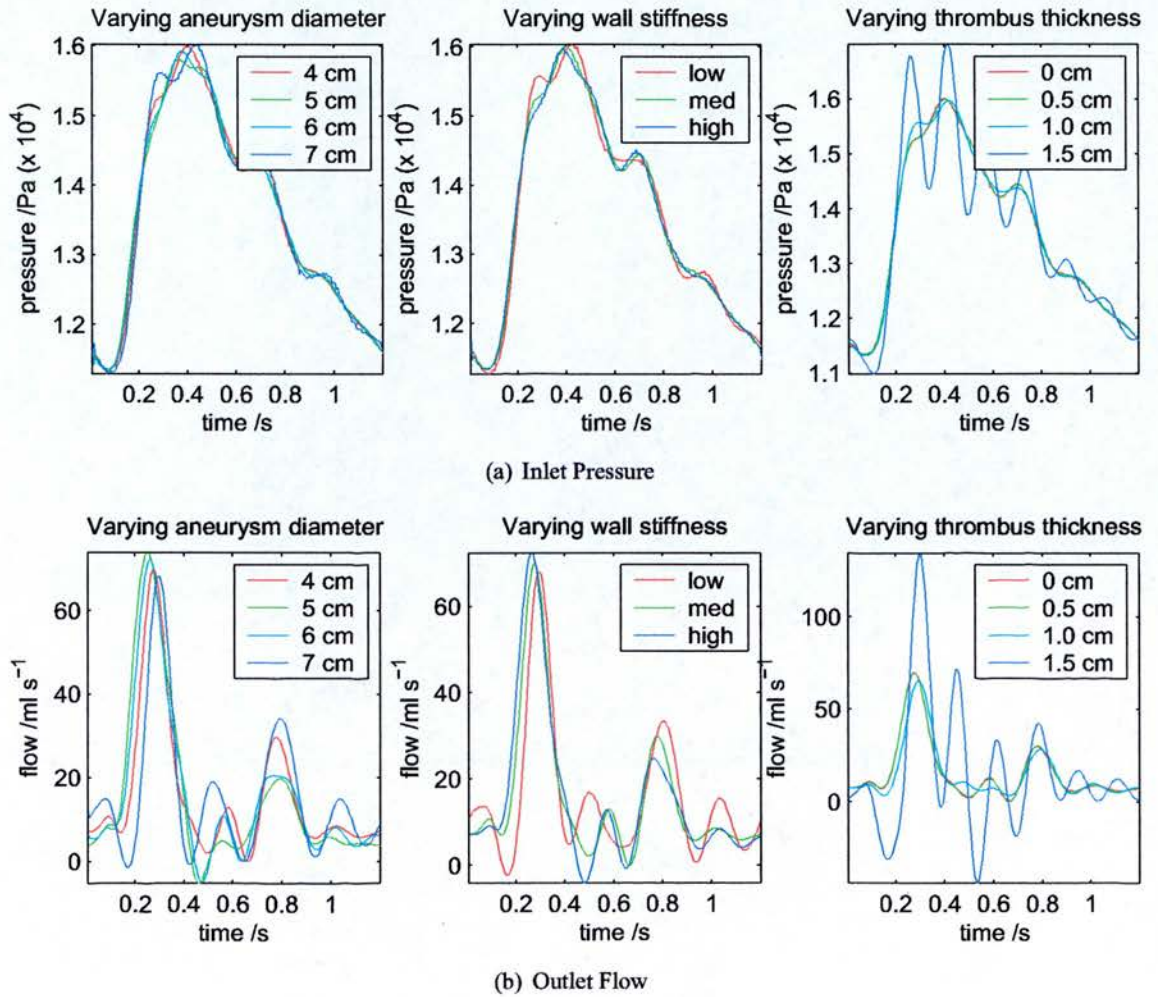 Varying aneurysm diameter
Varying wall stiffness
Varying thrombus thickness
pressure /Pa (x 10⁴)
1.6
1.5
1.4
1.3
1.2
4 cm
5 cm
6 cm
7 cm
0.2 0.4 0.6 0.8 1
time /s
pressure /Pa (x 10⁴)
1.6
1.5
1.4
1.3
1.2
low
med
high
0.2 0.4 0.6 0.8 1
time /s
pressure /Pa (x 10⁴)
1.6
1.5
1.4
1.3
1.2
1.1
0 cm
0.5 cm
1.0 cm
1.5 cm
0.2 0.4 0.6 0.8 1
time /s
(a) Inlet Pressure
Varying aneurysm diameter
Varying wall stiffness
Varying thrombus thickness
flow /ml s⁻¹
60
40
20
0
4 cm
5 cm
6 cm
7 cm
0.2 0.4 0.6 0.8 1
time /s
flow /ml s⁻¹
60
40
20
0
low
med
high
0.2 0.4 0.6 0.8 1
time /s
flow /ml s⁻¹
100
50
0
0 cm
0.5 cm
1.0 cm
1.5 cm
0.2 0.4 0.6 0.8 1
time /s
(b) Outlet Flow